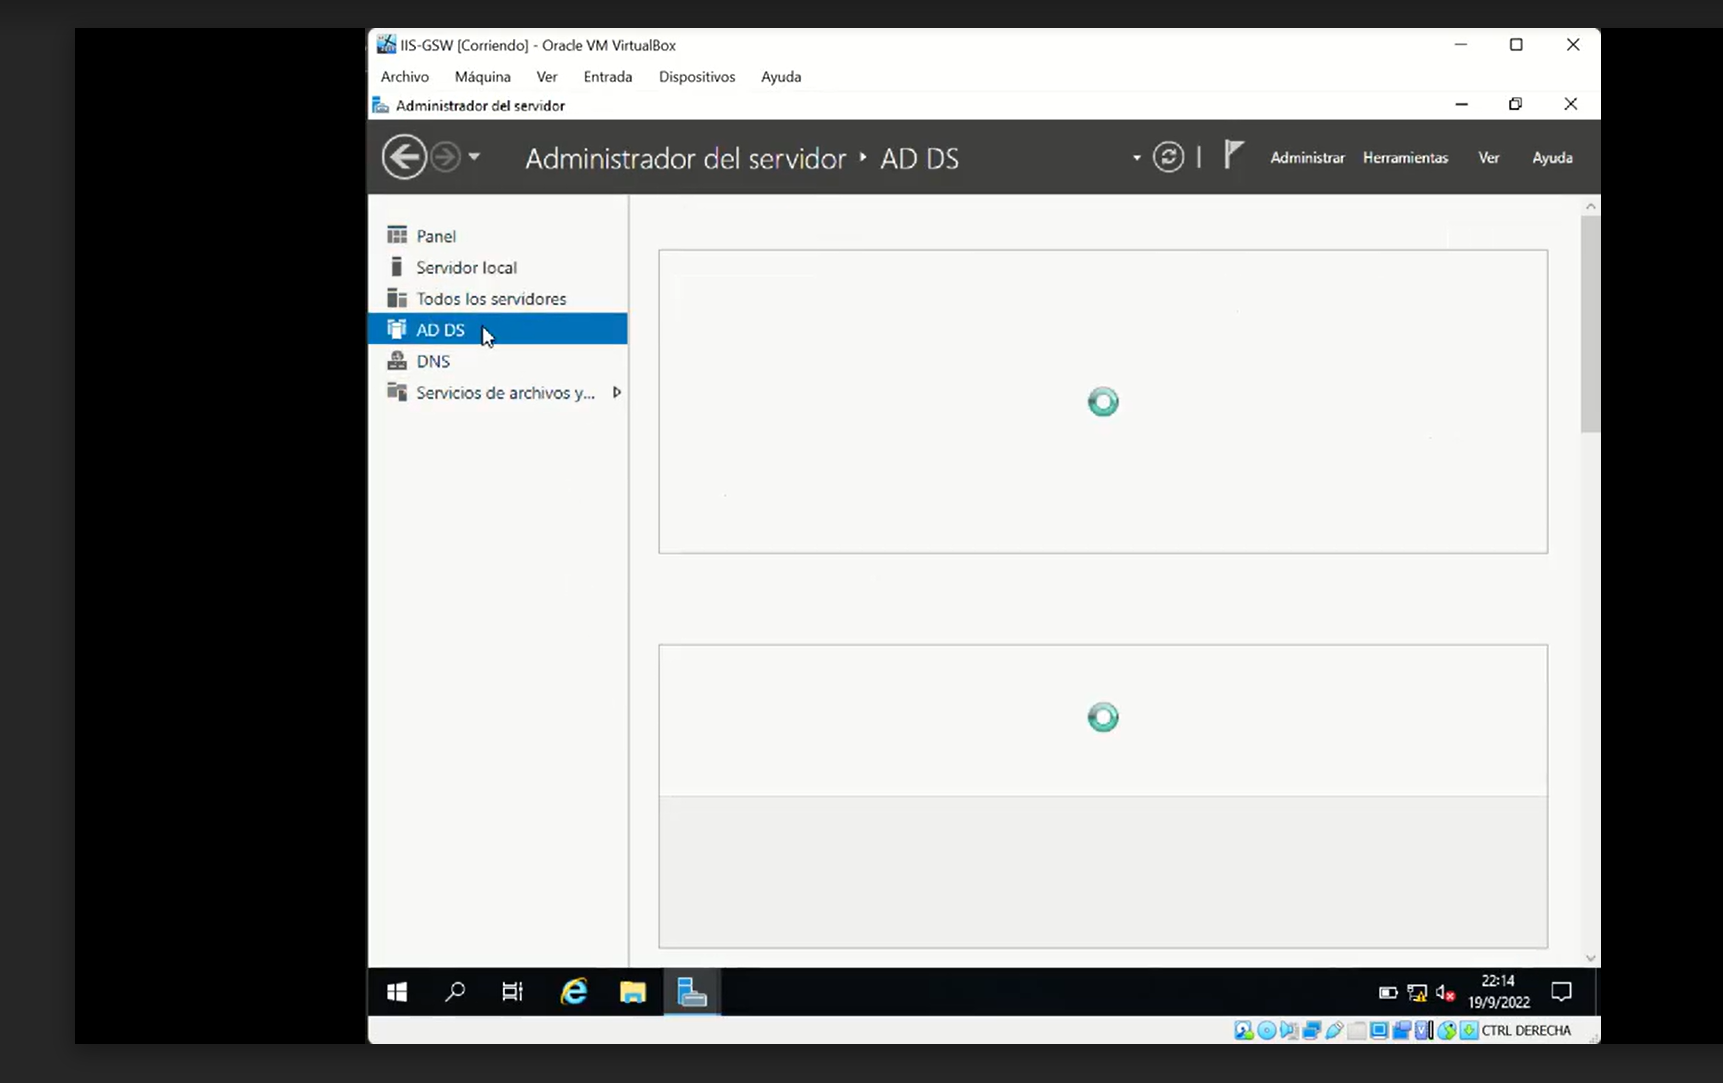 IIS-GSW [Corriendo] - Oracle VM VirtualBox
Archivo Máquina Ver Entrada Dispositivos Ayuda
Administrador del servidor
Administrador del servidor ‣ AD DS
Administrar Herramientas Ver Ayuda
Panel
Servidor local
Todos los servidores
AD DS
DNS
Servicios de archivos y...
22:14
19/9/2022
CTRL DERECHA